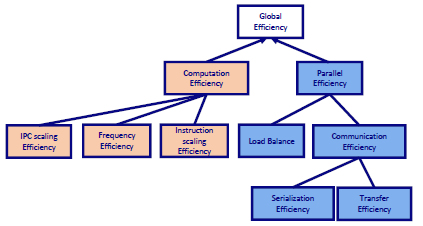 Global
Efficiency
Computation
Efficiency
Parallel
Efficiency
IPC scaling
Efficiency
Frequency
Efficiency
Instruction
scaling
Efficiency
Load Balance
Communication
Efficiency
Serialization
Efficiency
Transfer
Efficiency